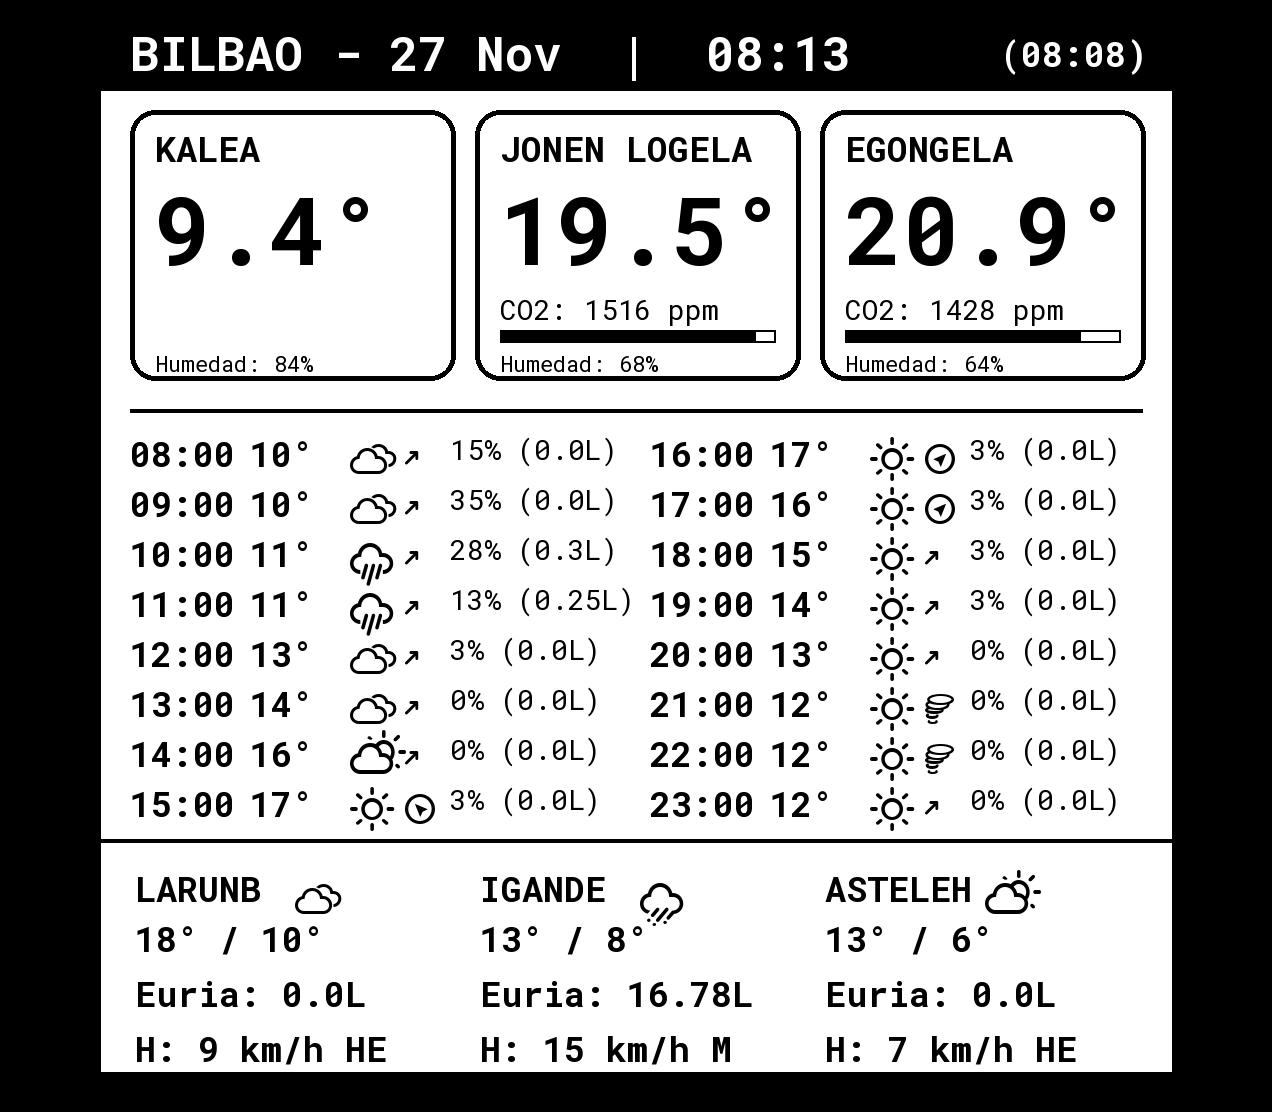 BILBAO - 27 Nov | 08:13 (08:08)
KALEA
9.4°
Humedad: 84%
JONEN LOGELA
19.5°
CO2: 1516 ppm
Humedad: 68%
EGONGELA
20.9°
CO2: 1428 ppm
Humedad: 64%
08:00 10° 15% (0.0L)
09:00 10° 35% (0.0L)
10:00 11° 28% (0.3L)
11:00 11° 13% (0.25L)
12:00 13° 3% (0.0L)
13:00 14° 0% (0.0L)
14:00 16° 0% (0.0L)
15:00 17° 3% (0.0L)
16:00 17° 3% (0.0L)
17:00 16° 3% (0.0L)
18:00 15° 3% (0.0L)
19:00 14° 3% (0.0L)
20:00 13° 0% (0.0L)
21:00 12° 0% (0.0L)
22:00 12° 0% (0.0L)
23:00 12° 0% (0.0L)
LARUNB
18° / 10°
Euria: 0.0L
H: 9 km/h HE
IGANDE
13° / 8°
Euria: 16.78L
H: 15 km/h M
ASTELEH
13° / 6°
Euria: 0.0L
H: 7 km/h HE